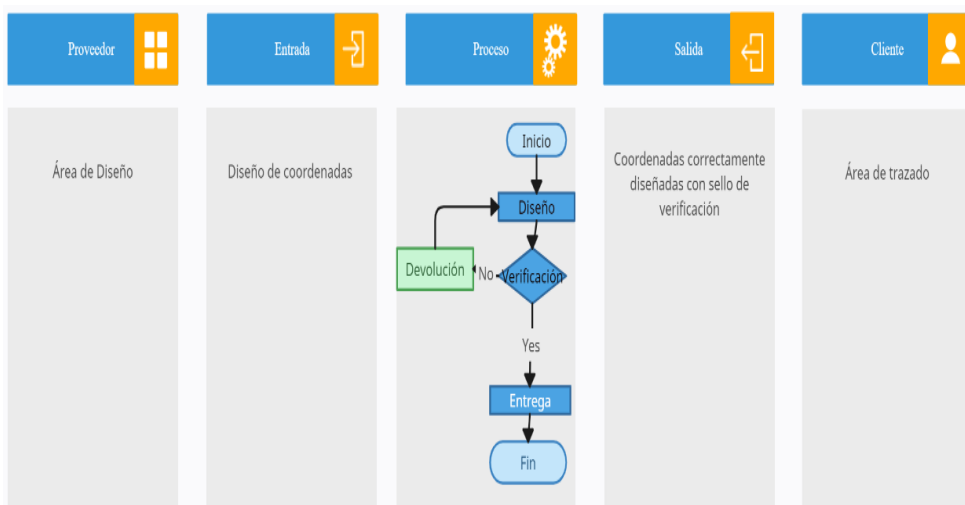 Proveedor
Entrada
Proceso
Salida
Cliente
Área de Diseño
Diseño de coordenadas
Inicio
Diseño
Devolución
No
Verificación
Yes
Entrega
Fin
Coordenadas correctamente
diseñadas con sello de
verificación
Área de trazado